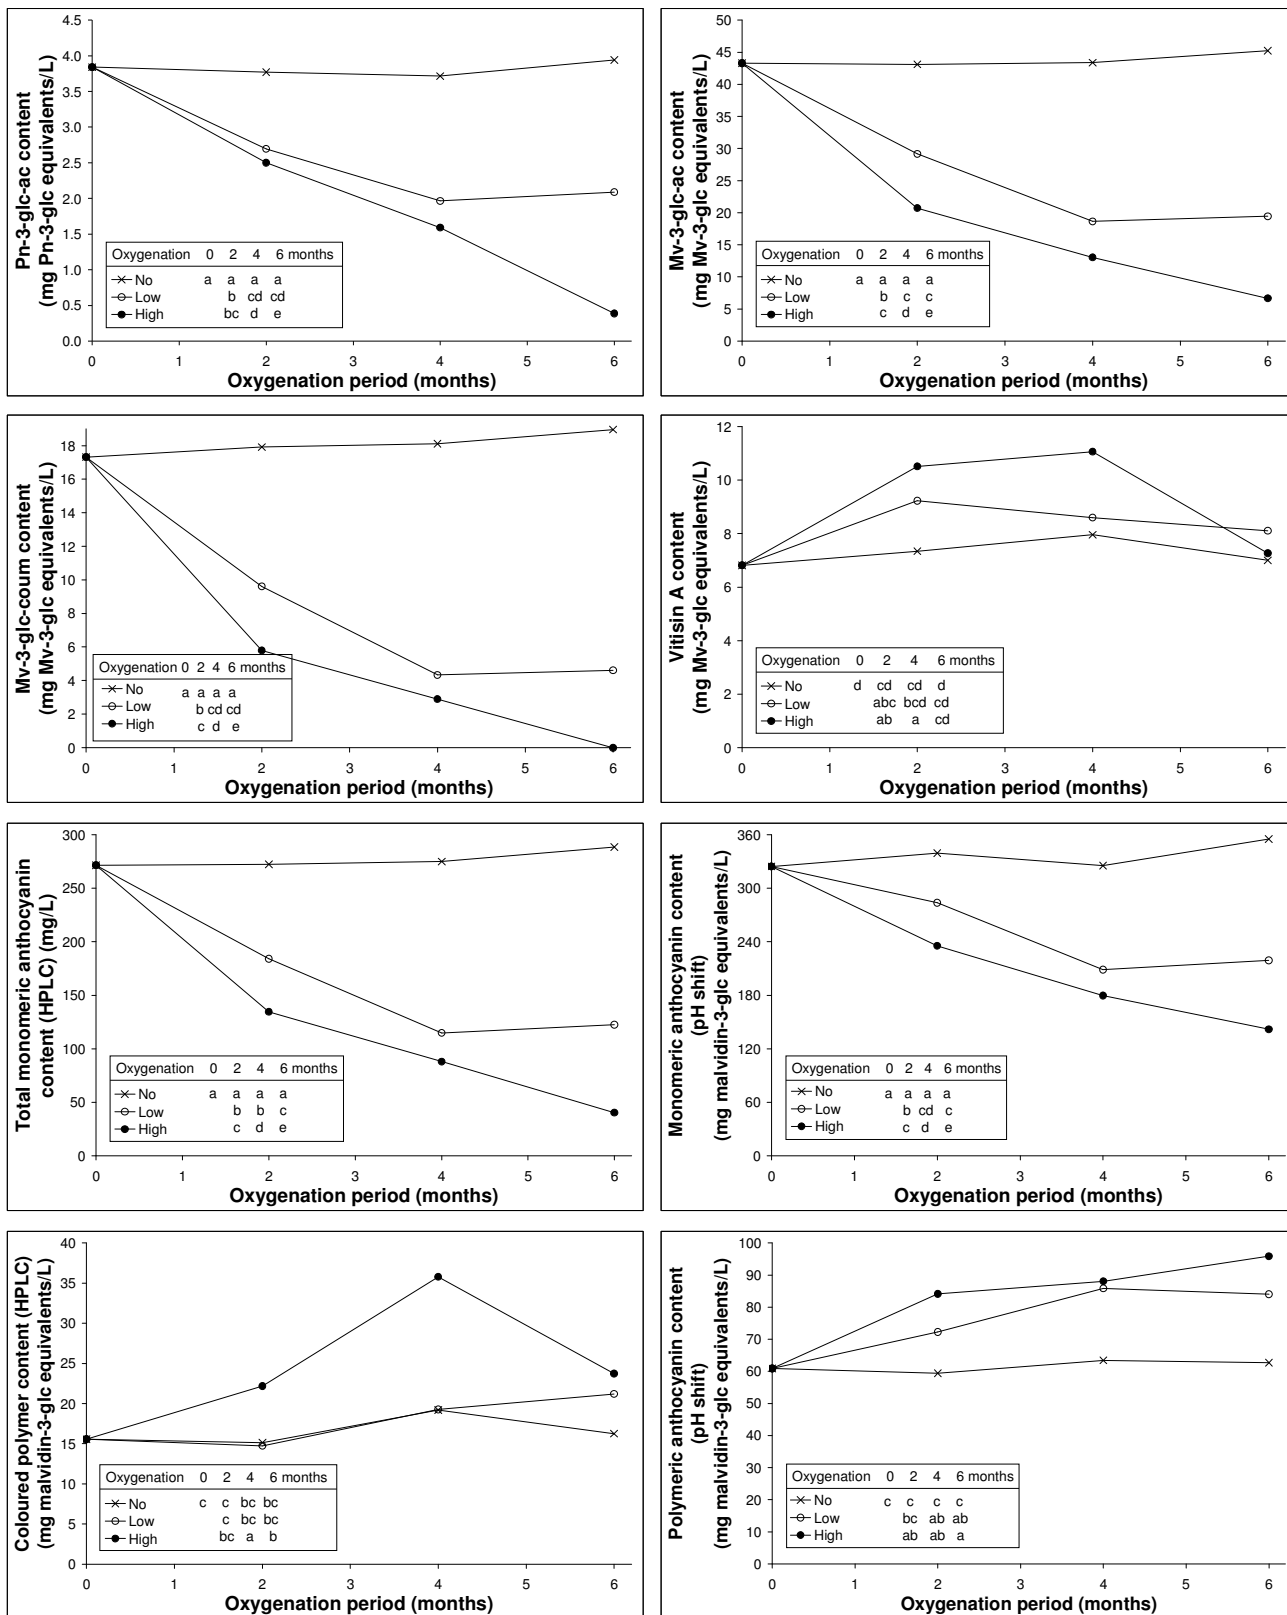 4.5
4.0
3.5
3.0
2.5
2.0
1.5
1.0
0.5
0.0
Pn-3-glc-ac content
(mg Pn-3-glc equivalents/L)
Oxygenation 0 2 4 6 months
No a a a a
Low b cd cd
High bc d e
0 1 2 3 4 5 6
Oxygenation period (months)
50
45
40
35
30
25
20
15
10
5
0
Mv-3-glc-ac content
(mg Mv-3-glc equivalents/L)
Oxygenation 0 2 4 6 months
No a a a a
Low b c c
High c d e
0 1 2 3 4 5 6
Oxygenation period (months)
18
16
14
12
10
8
6
4
2
0
Mv-3-glc-coum content
(mg Mv-3-glc equivalents/L)
Oxygenation 0 2 4 6 months
No a a a a
Low b cd cd
High c d e
0 1 2 3 4 5 6
Oxygenation period (months)
12
10
8
6
4
2
0
Vitisin A content
(mg Mv-3-glc equivalents/L)
Oxygenation 0 2 4 6 months
No d cd cd d
Low abc bcd cd
High ab a cd
0 1 2 3 4 5 6
Oxygenation period (months)
300
250
200
150
100
50
0
Total monomeric anthocyanin
content (HPLC) (mg/L)
Oxygenation 0 2 4 6 months
No a a a a
Low b b c
High c d e
0 1 2 3 4 5 6
Oxygenation period (months)
360
300
240
180
120
60
0
Monomeric anthocyanin content
(pH shift)
(mg malvidin-3-glc equivalents/L)
Oxygenation 0 2 4 6 months
No a a a a
Low b cd c
High c d e
0 1 2 3 4 5 6
Oxygenation period (months)
40
35
30
25
20
15
10
5
0
Coloured polymer content (HPLC)
(mg malvidin-3-glc equivalents/L)
Oxygenation 0 2 4 6 months
No c c bc bc
Low c bc bc
High bc a b
0 1 2 3 4 5 6
Oxygenation period (months)
100
90
80
70
60
50
40
30
20
10
0
Polymeric anthocyanin content
(pH shift)
(mg malvidin-3-glc equivalents/L)
Oxygenation 0 2 4 6 months
No c c c c
Low bc ab ab
High ab ab a
0 1 2 3 4 5 6
Oxygenation period (months)